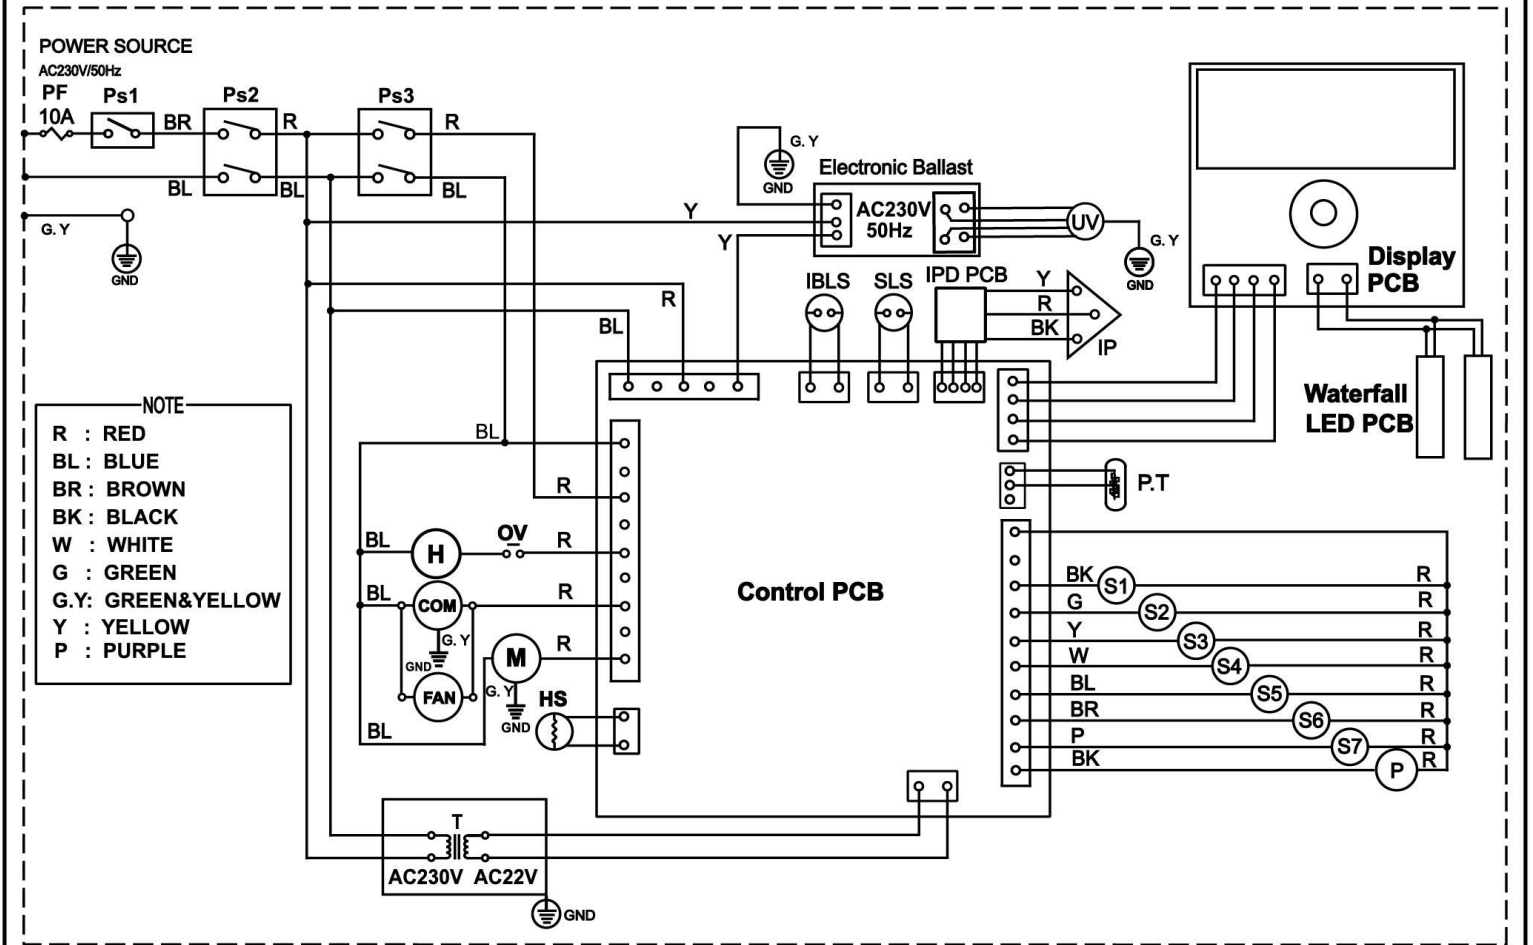 POWER SOURCE
AC230V/50Hz
PF
10A
Ps1
BR
Ps2
R
Ps3
R
BL
BL
BL
G. Y
GND
G. Y
GND
Electronic Ballast
AC230V
50Hz
UV
G. Y
GND
Y
Y
R
BL
IBLS
SLS
IPD PCB
Y
R
BK
IP
Display
PCB
Waterfall
LED PCB
NOTE
R : RED
BL : BLUE
BR : BROWN
BK : BLACK
W : WHITE
G : GREEN
G.Y: GREEN&YELLOW
Y : YELLOW
P : PURPLE
BL
R
BL
H
OV
R
BL
COM
R
G. Y
GND
FAN
M
R
G. Y
GND
BL
HS
Control PCB
P.T
BK
S1
R
G
S2
R
Y
S3
R
W
S4
R
BL
S5
R
BR
S6
R
P
S7
R
BK
P
R
T
AC230V
AC22V
GND